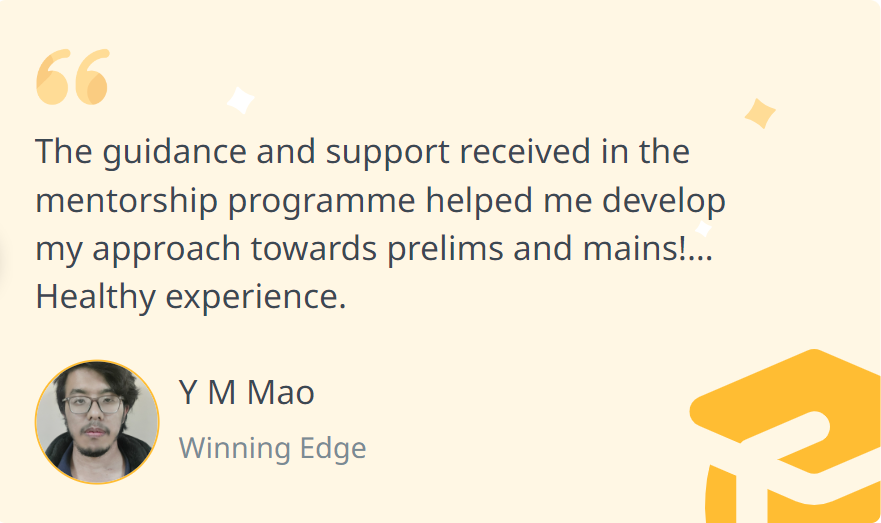 The guidance and support received in the
mentorship programme helped me develop
my approach towards prelims and mains!...
Healthy experience.
Y M Mao
Winning Edge